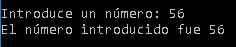 Introduce un número: 56
El número introducido fue 56